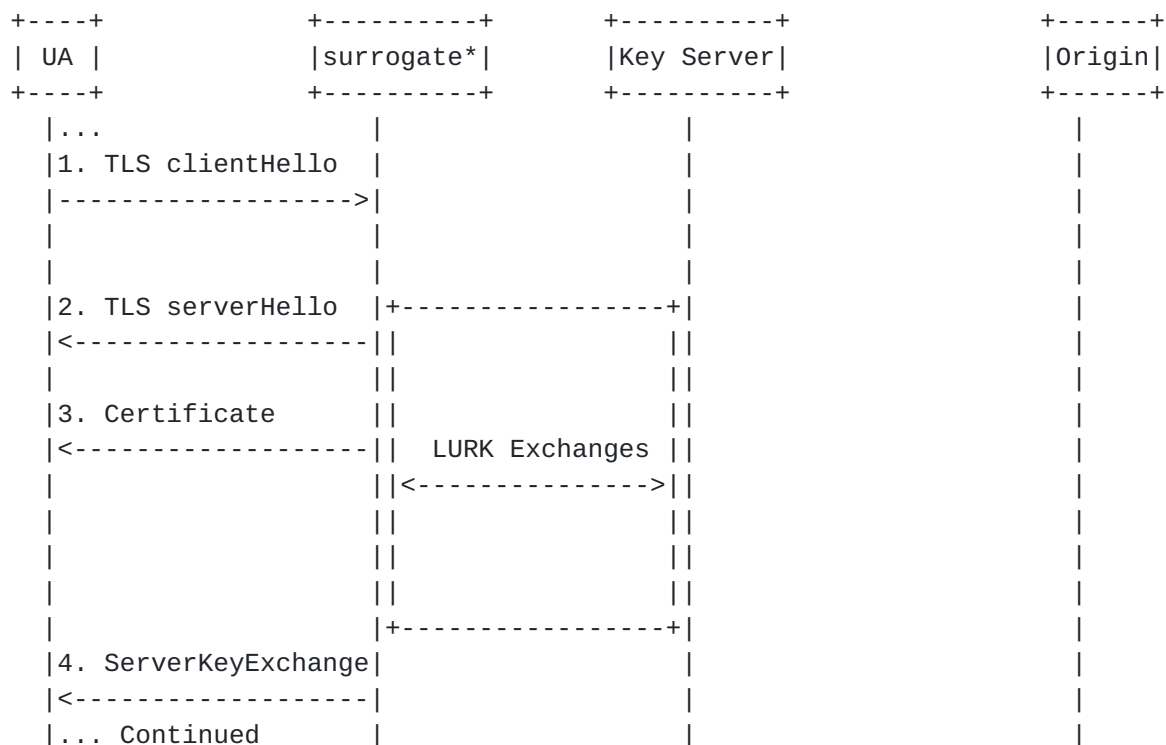 UA surrogate* Key Server Origin
...
1. TLS clientHello
2. TLS serverHello
3. Certificate
LURK Exchanges
4. ServerKeyExchange
... Continued